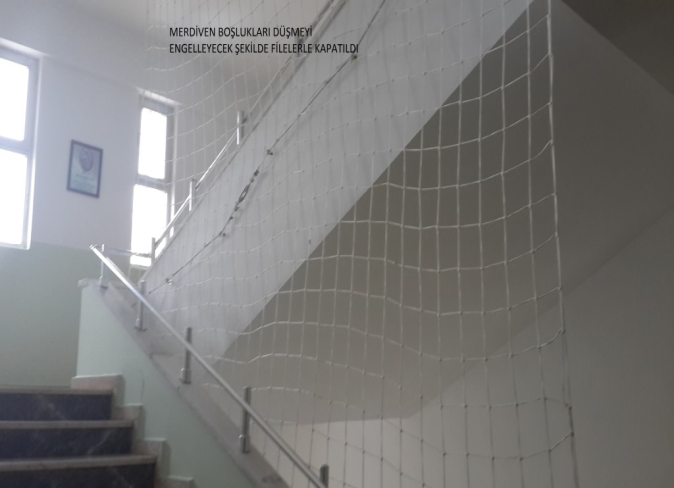 MERDİVEN BOŞLUKLARI DÜŞMEYİ
ENGELLEYECEK ŞEKİLDE FİLELERLE KAPATILDI